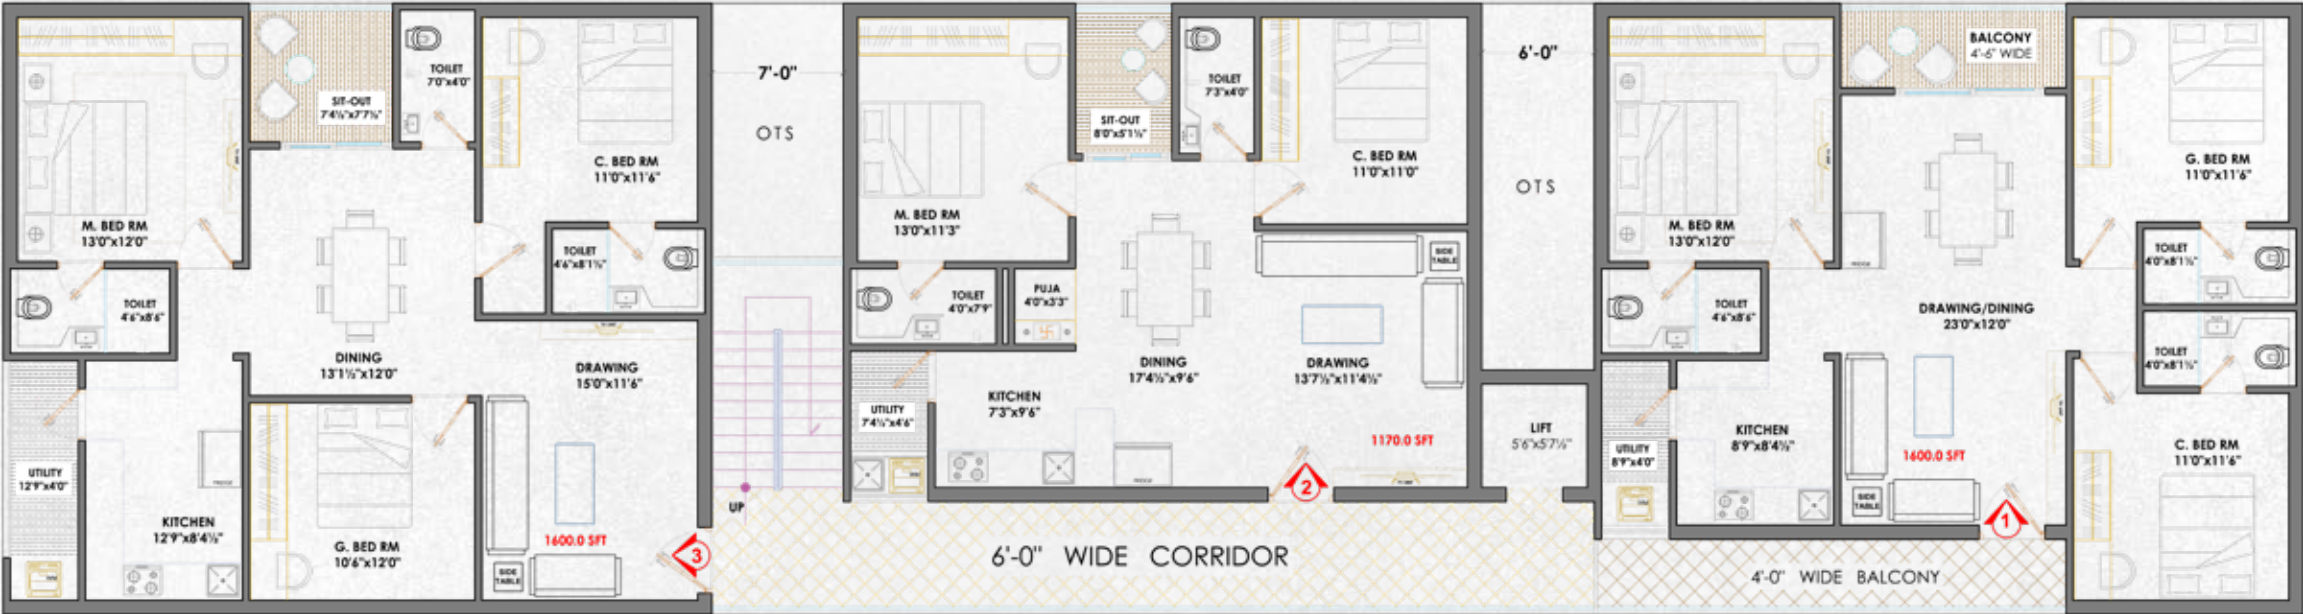 M. BED RM
13'0"x12'0"
SIT-OUT
7'4½"x7'7½"
TOILET
7'0"x4'0"
C. BED RM
11'0"x11'6"
TOILET
4'6"x8'1½"
TOILET
4'6"x8'6"
DINING
13'1½"x12'0"
DRAWING
15'0"x11'6"
UTILITY
12'9"x4'0"
KITCHEN
12'9"x8'4½"
FRIDGE
G. BED RM
10'6"x12'0"
1600.0 SFT
SIDE
TABLE
3
7'-0"
OTS
UP
M. BED RM
13'0"x11'3"
SIT-OUT
8'0"x5'1½"
TOILET
7'3"x4'0"
C. BED RM
11'0"x11'0"
TOILET
4'0"x7'9"
PUJA
4'0"x3'3"
SIDE
TABLE
DINING
17'4½"x9'6"
DRAWING
13'7½"x11'4½"
UTILITY
7'4½"x4'6"
KITCHEN
7'3"x9'6"
FRIDGE
1170.0 SFT
2
6'-0"
OTS
LIFT
5'6"x5'7½"
6'-0" WIDE CORRIDOR
M. BED RM
13'0"x12'0"
BALCONY
4'-6" WIDE
G. BED RM
11'0"x11'6"
FRIDGE
TOILET
4'0"x8'1½"
TOILET
4'6"x8'6"
DRAWING/DINING
23'0"x12'0"
TOILET
4'0"x8'1½"
UTILITY
8'9"x4'0"
KITCHEN
8'9"x8'4½"
1600.0 SFT
SIDE
TABLE
1
C. BED RM
11'0"x11'6"
4'-0" WIDE BALCONY